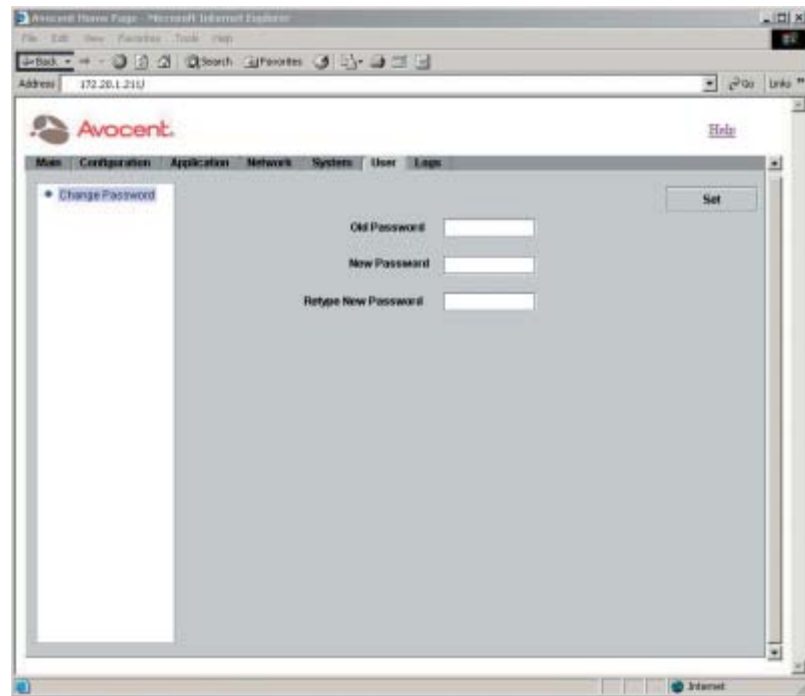 Avocent Home Page - Microsoft Internet Explorer
File Edit View Favorites Tools Help
Back Search Favorites
Address 172.20.1.211/ Go Links
Avocent.
Help
Main Configuration Application Network System User Logs
Change Password
Set
Old Password
New Password
Retype New Password
Internet